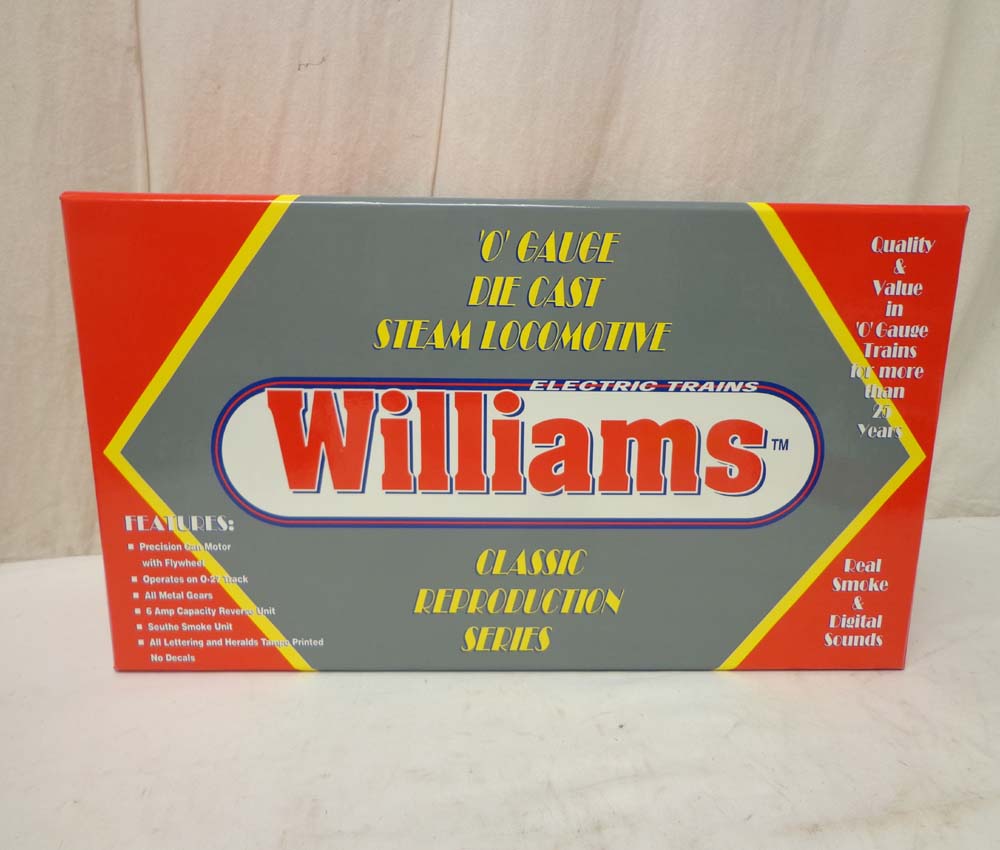 'O' GAUGE
DIE CAST
STEAM LOCOMOTIVE
ELECTRIC TRAINS
Williams™
CLASSIC
REPRODUCTION
SERIES
Quality
&
Value
in
'O' Gauge
Trains
for more
than
25
Years
FEATURES:
■ Precision Can Motor
with Flywheel
■ Operates on O-27 Track
■ All Metal Gears
■ 6 Amp Capacity Reverse Unit
■ Seuthe Smoke Unit
■ All Lettering and Heralds Tampo Printed
No Decals
Real
Smoke
&
Digital
Sounds